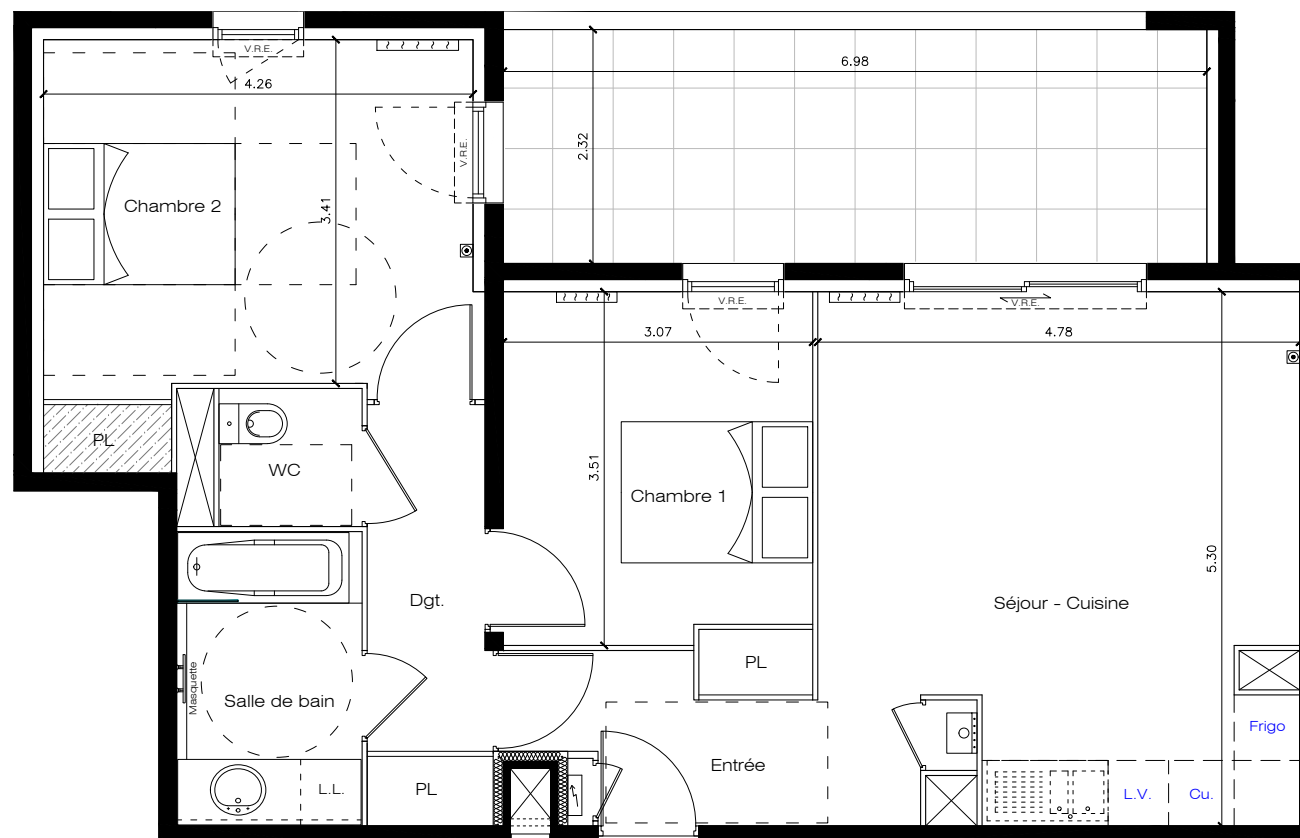 V.R.E.
4.26
6.98
2.32
V.R.E.
3.41
Chambre 2
V.R.E.
V.R.E.
3.07
4.78
PL
WC
3.51
Chambre 1
5.30
Dgt.
Séjour - Cuisine
PL
Masquette
Salle de bain
Frigo
Entrée
L.L.
PL
L.V.
Cu.